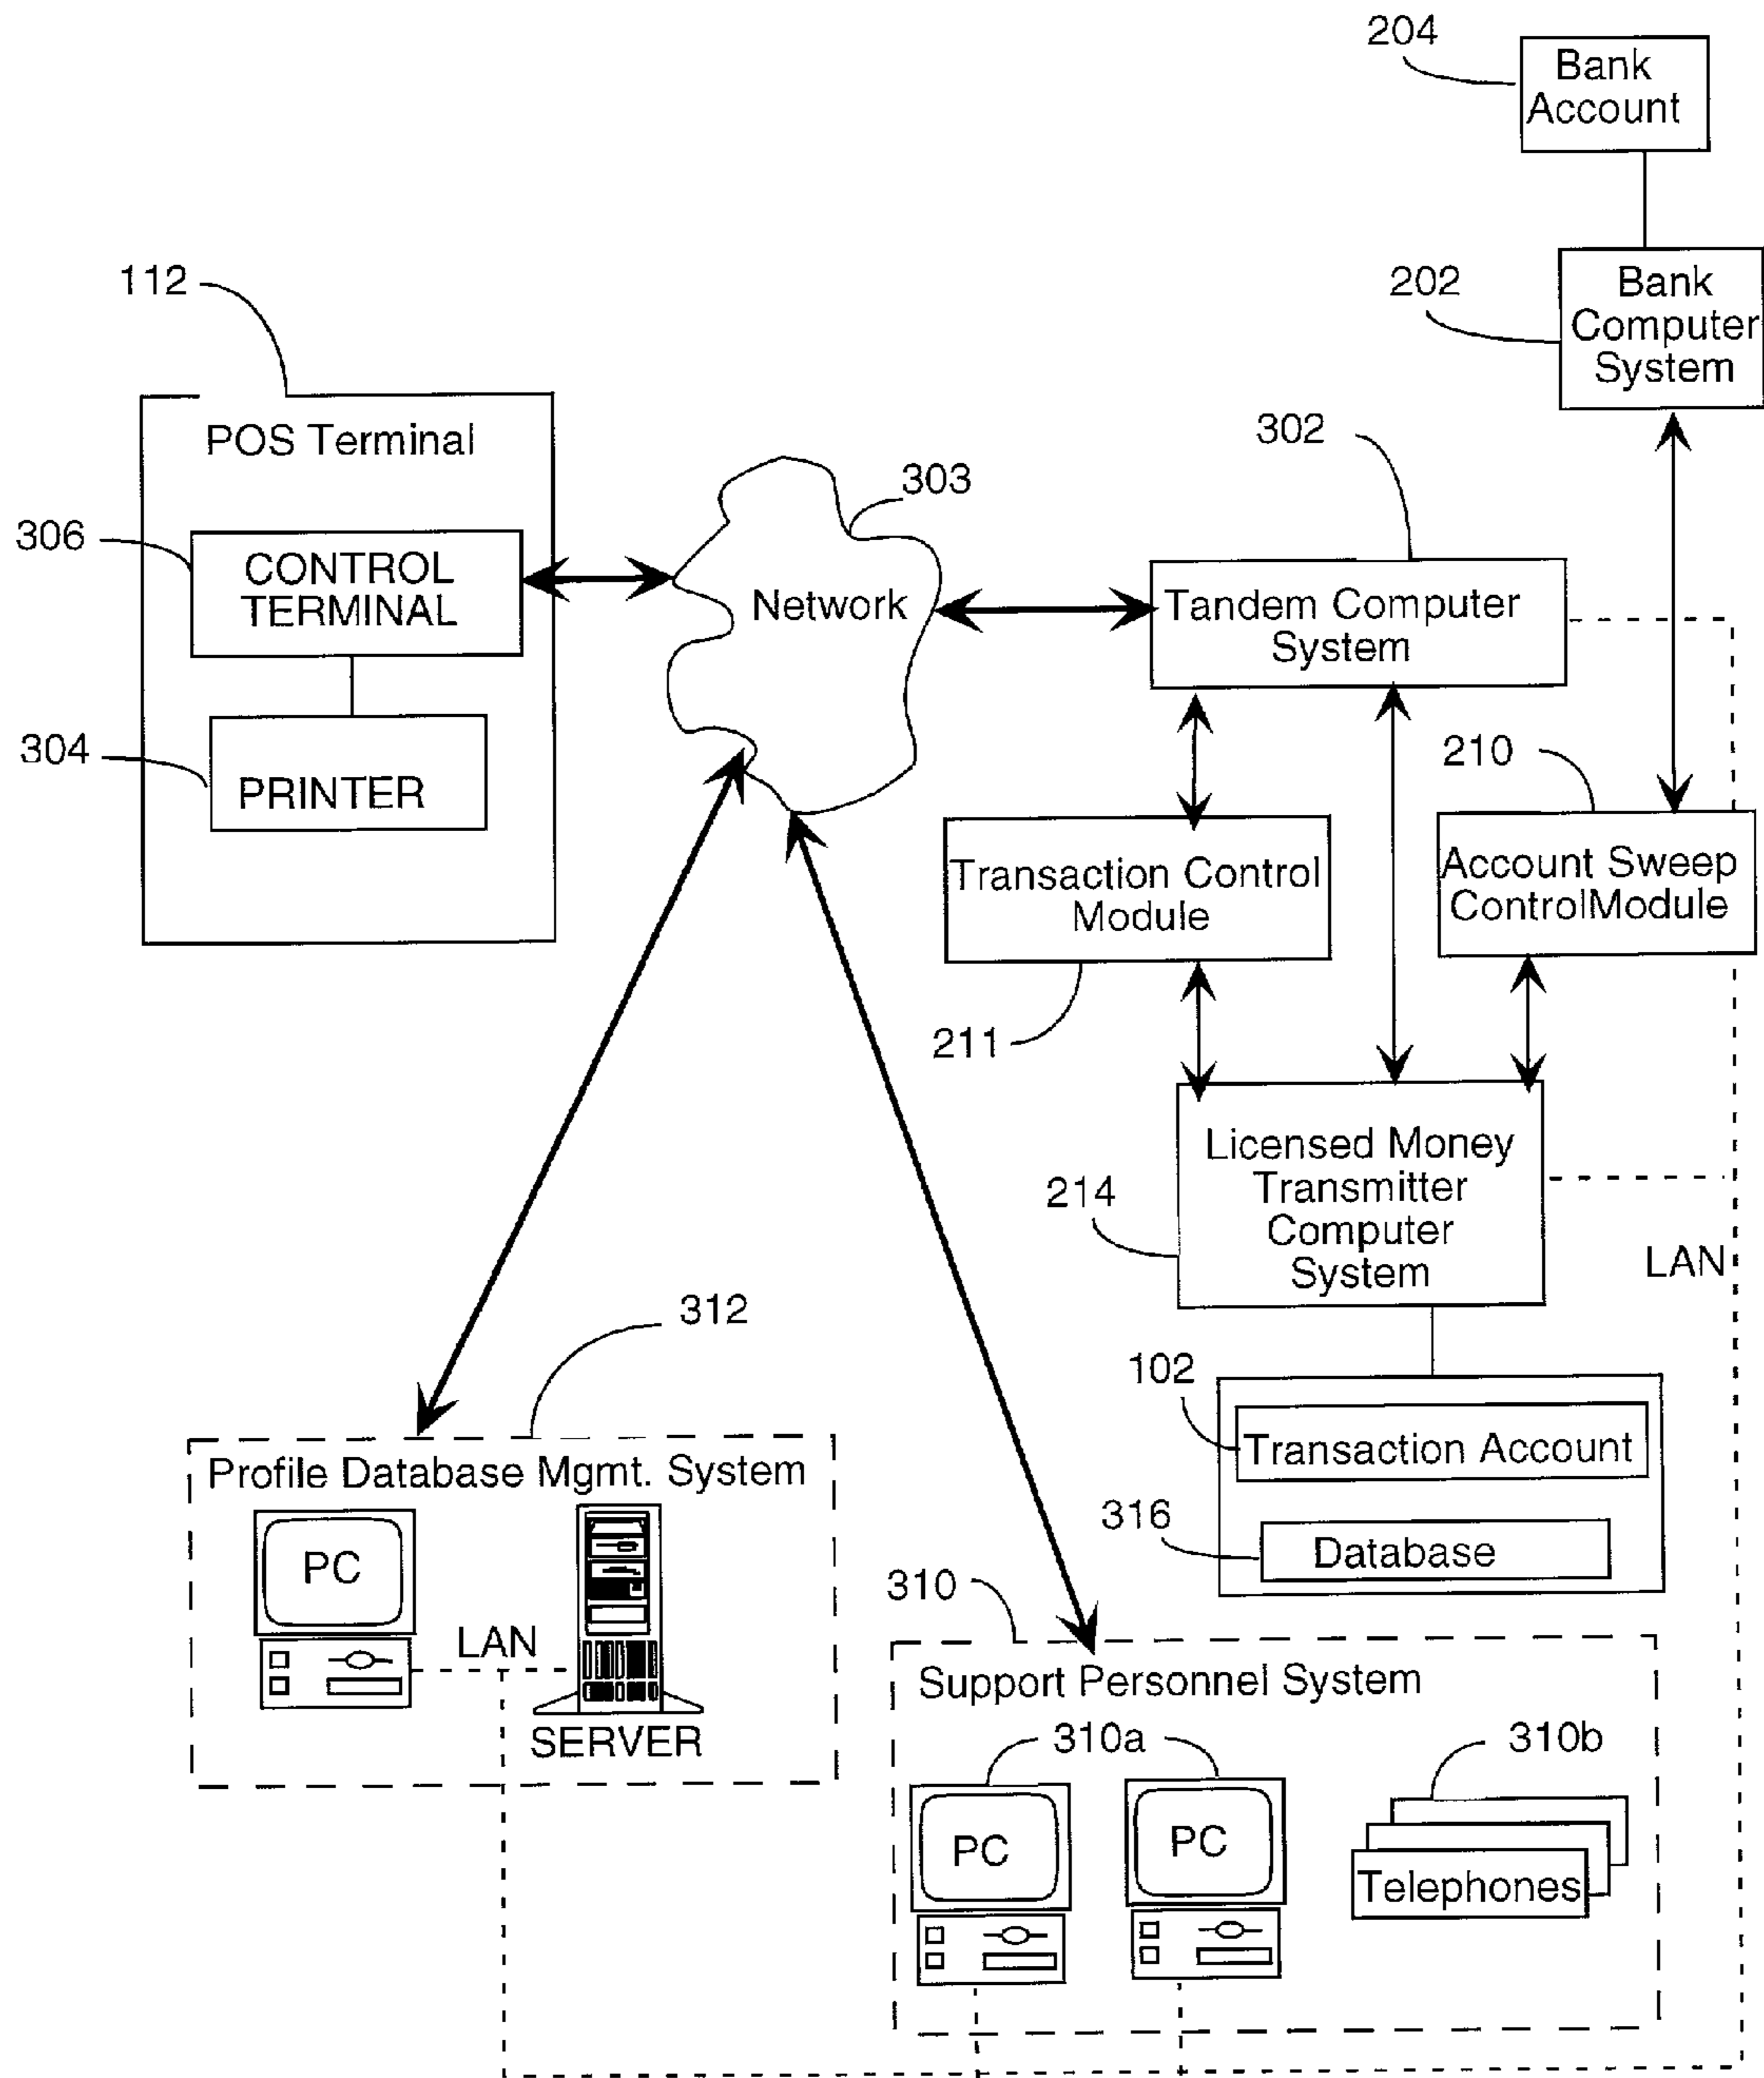 204
Bank
Account
202
Bank
Computer
System
112
POS Terminal
306
CONTROL
TERMINAL
304
PRINTER
303
Network
302
Tandem Computer
System
210
Transaction Control
Module
211
Account Sweep
ControlModule
214
Licensed Money
Transmitter
Computer
System
LAN
102
Transaction Account
316
Database
312
Profile Database Mgmt. System
PC
LAN
SERVER
310
Support Personnel System
310a
310b
PC
PC
Telephones